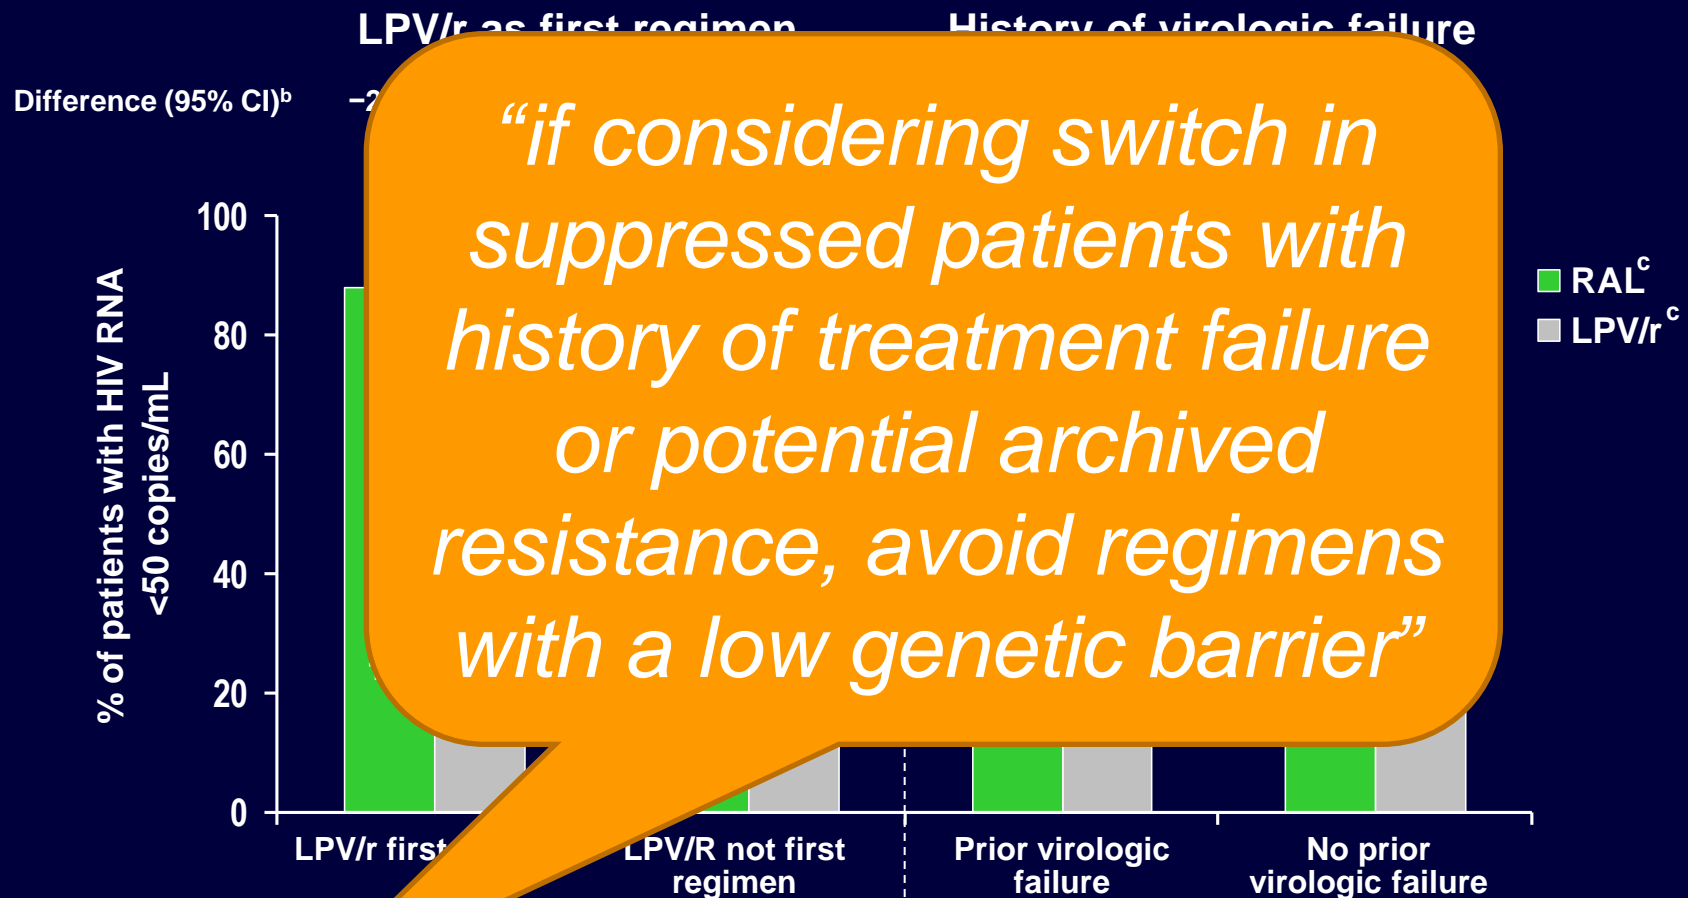 LPV/r as first regimen
History of virologic failure
Difference (95% CI)ᵇ
“if considering switch in
suppressed patients with
history of treatment failure
or potential archived
resistance, avoid regimens
with a low genetic barrier”
% of patients with HIV RNA
<50 copies/mL
100
80
60
40
20
0
RALᶜ
LPV/rᶜ
LPV/r first
LPV/R not first
regimen
Prior virologic
failure
No prior
virologic failure